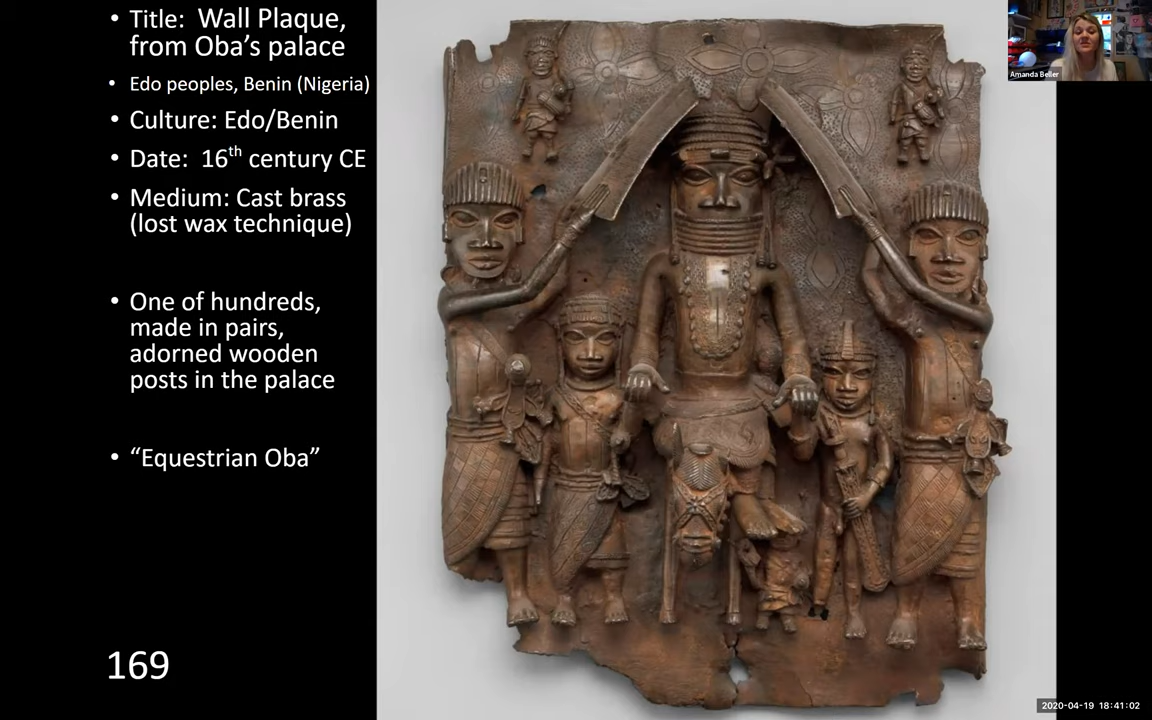 • Title:  Wall Plaque,
from Oba's palace
• Edo peoples, Benin (Nigeria)
• Culture: Edo/Benin
• Date:  16th century CE
• Medium: Cast brass
(lost wax technique)
• One of hundreds,
made in pairs,
adorned wooden
posts in the palace
• “Equestrian Oba”
169
Amanda Beller
2020-04-19  18:41:02